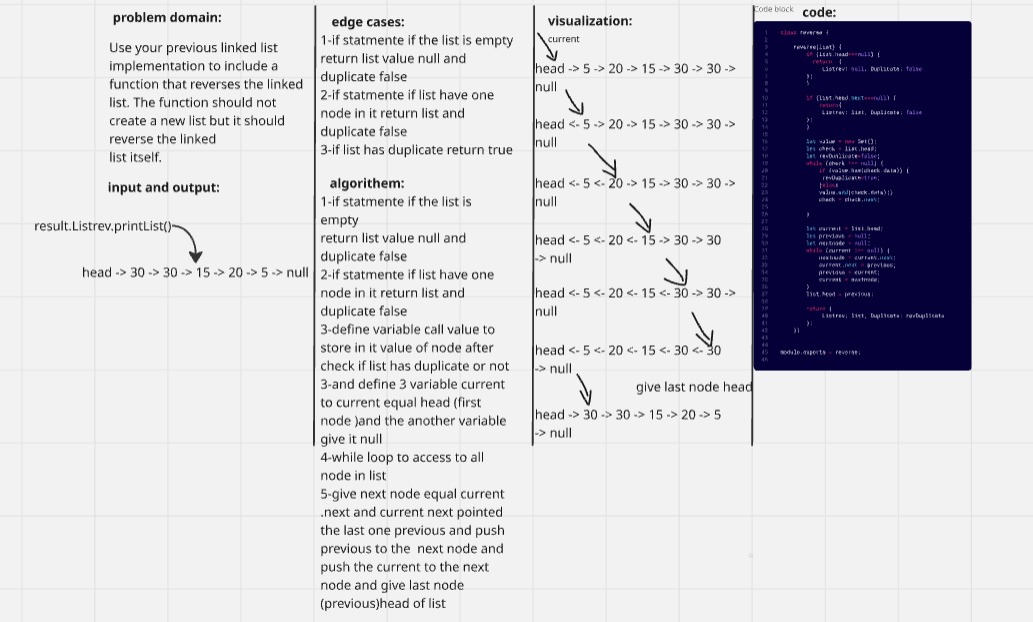 problem domain:
Use your previous linked list
implementation to include a
function that reverses the linked
list. The function should not
create a new list but it should
reverse the linked
list itself.
input and output:
result.Listrev.printList()
head -> 30 -> 30 -> 15 -> 20 -> 5 -> null
edge cases:
1-if statmente if the list is empty
return list value null and
duplicate false
2-if statmente if list have one
node in it return list and
duplicate false
3-if list has duplicate return true
algorithem:
1-if statmente if the list is
empty
return list value null and
duplicate false
2-if statmente if list have one
node in it return list and
duplicate false
3-define variable call value to
store in it value of node after
check if list has duplicate or not
3-and define 3 variable current
to current equal head (first
node )and the another variable
give it null
4-while loop to access to all
node in list
5-give next node equal current
.next and current next pointed
the last one previous and push
previous to the  next node and
push the current to the next
node and give last node
(previous)head of list
visualization:
current
head -> 5 -> 20 -> 15 -> 30 -> 30 ->
null
head <- 5 -> 20 -> 15 -> 30 -> 30 ->
null
head <- 5 <- 20 -> 15 -> 30 -> 30 ->
null
head <- 5 <- 20 <- 15 -> 30 -> 30
-> null
head <- 5 <- 20 <- 15 <- 30 -> 30 ->
null
head <- 5 <- 20 <- 15 <- 30 <- 30
-> null
give last node head
head -> 30 -> 30 -> 15 -> 20 -> 5
-> null
Code block
code:
class reverse {
reverse(list) {
if (list.head===null) {
return {
Listrev: null, Duplicate: false
};
}
if (list.head.next===null) {
return{
Listrev: list, Duplicate: false
};
}
let value = new Set();
let check = list.head;
let revDuplicate=false;
while (check !== null) {
if (value.has(check.data)) {
revDuplicate=true;
}else{
value.add(check.data);}
check = check.next;
}
let current = list.head;
let previous = null;
let nextnode = null;
while (current !== null) {
nextnode = current.next;
current.next = previous;
previous = current;
current = nextnode;
}
list.head = previous;
return {
Listrev: list, Duplicate: revDuplicate
};
}}
module.exports = reverse;